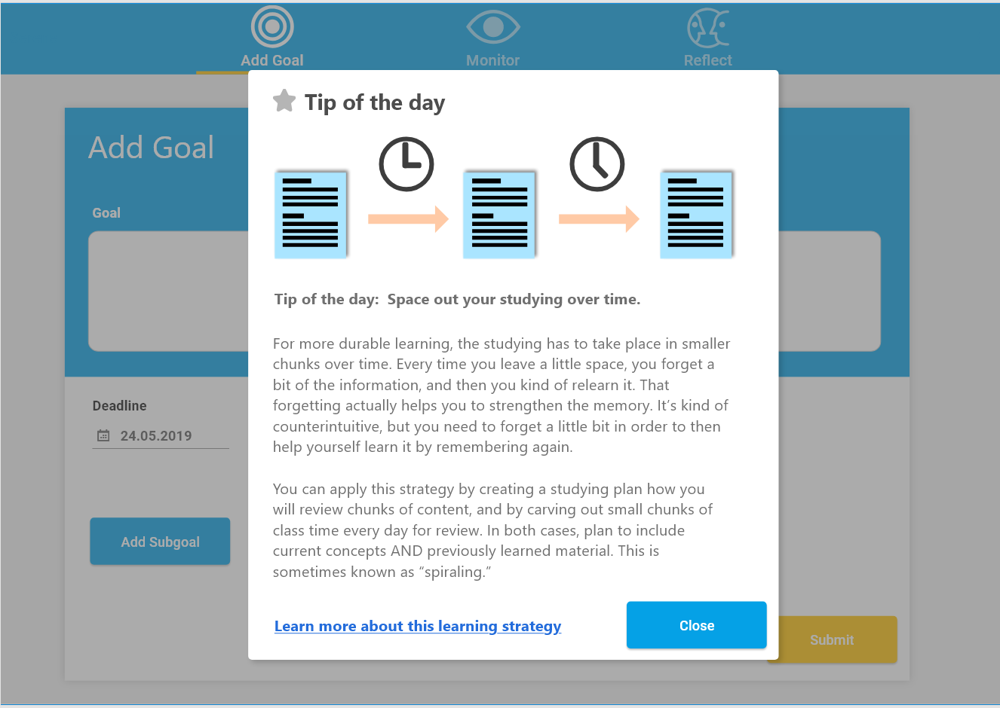 Add Goal
Monitor
Reflect
Tip of the day
Add Goal
Goal
Tip of the day:  Space out your studying over time.
For more durable learning, the studying has to take place in smaller
chunks over time. Every time you leave a little space, you forget a
bit of the information, and then you kind of relearn it. That
forgetting actually helps you to strengthen the memory. It’s kind of
counterintuitive, but you need to forget a little bit in order to then
help yourself learn it by remembering again.
Deadline
24.05.2019
You can apply this strategy by creating a studying plan how you
will review chunks of content, and by carving out small chunks of
class time every day for review. In both cases, plan to include
current concepts AND previously learned material. This is
sometimes known as “spiraling.”
Add Subgoal
Learn more about this learning strategy
Close
Submit